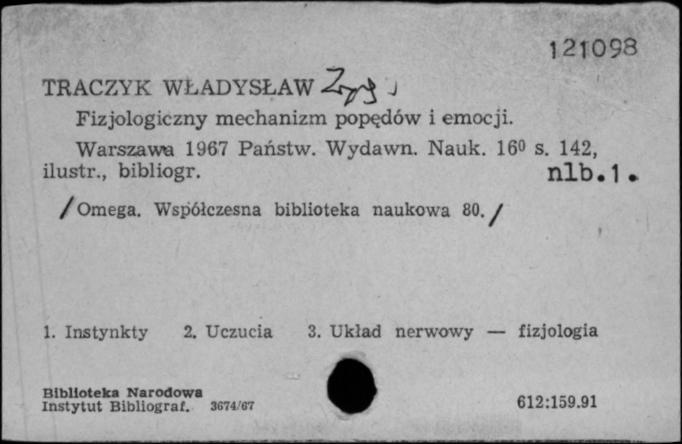 121098
TRACZYK WŁADYSŁAW
Fizjologiczny mechanizm popędów i emocji.
Warszawa 1967 Państw. Wydawn. Nauk. 16⁰ s. 142,
ilustr., bibliogr. nlb.1.
/Omega. Współczesna biblioteka naukowa 80./
1. Instynkty 2. Uczucia 3. Układ nerwowy — fizjologia
Biblioteka Narodowa
Instytut Bibliograf. 3674/67 612:159.91